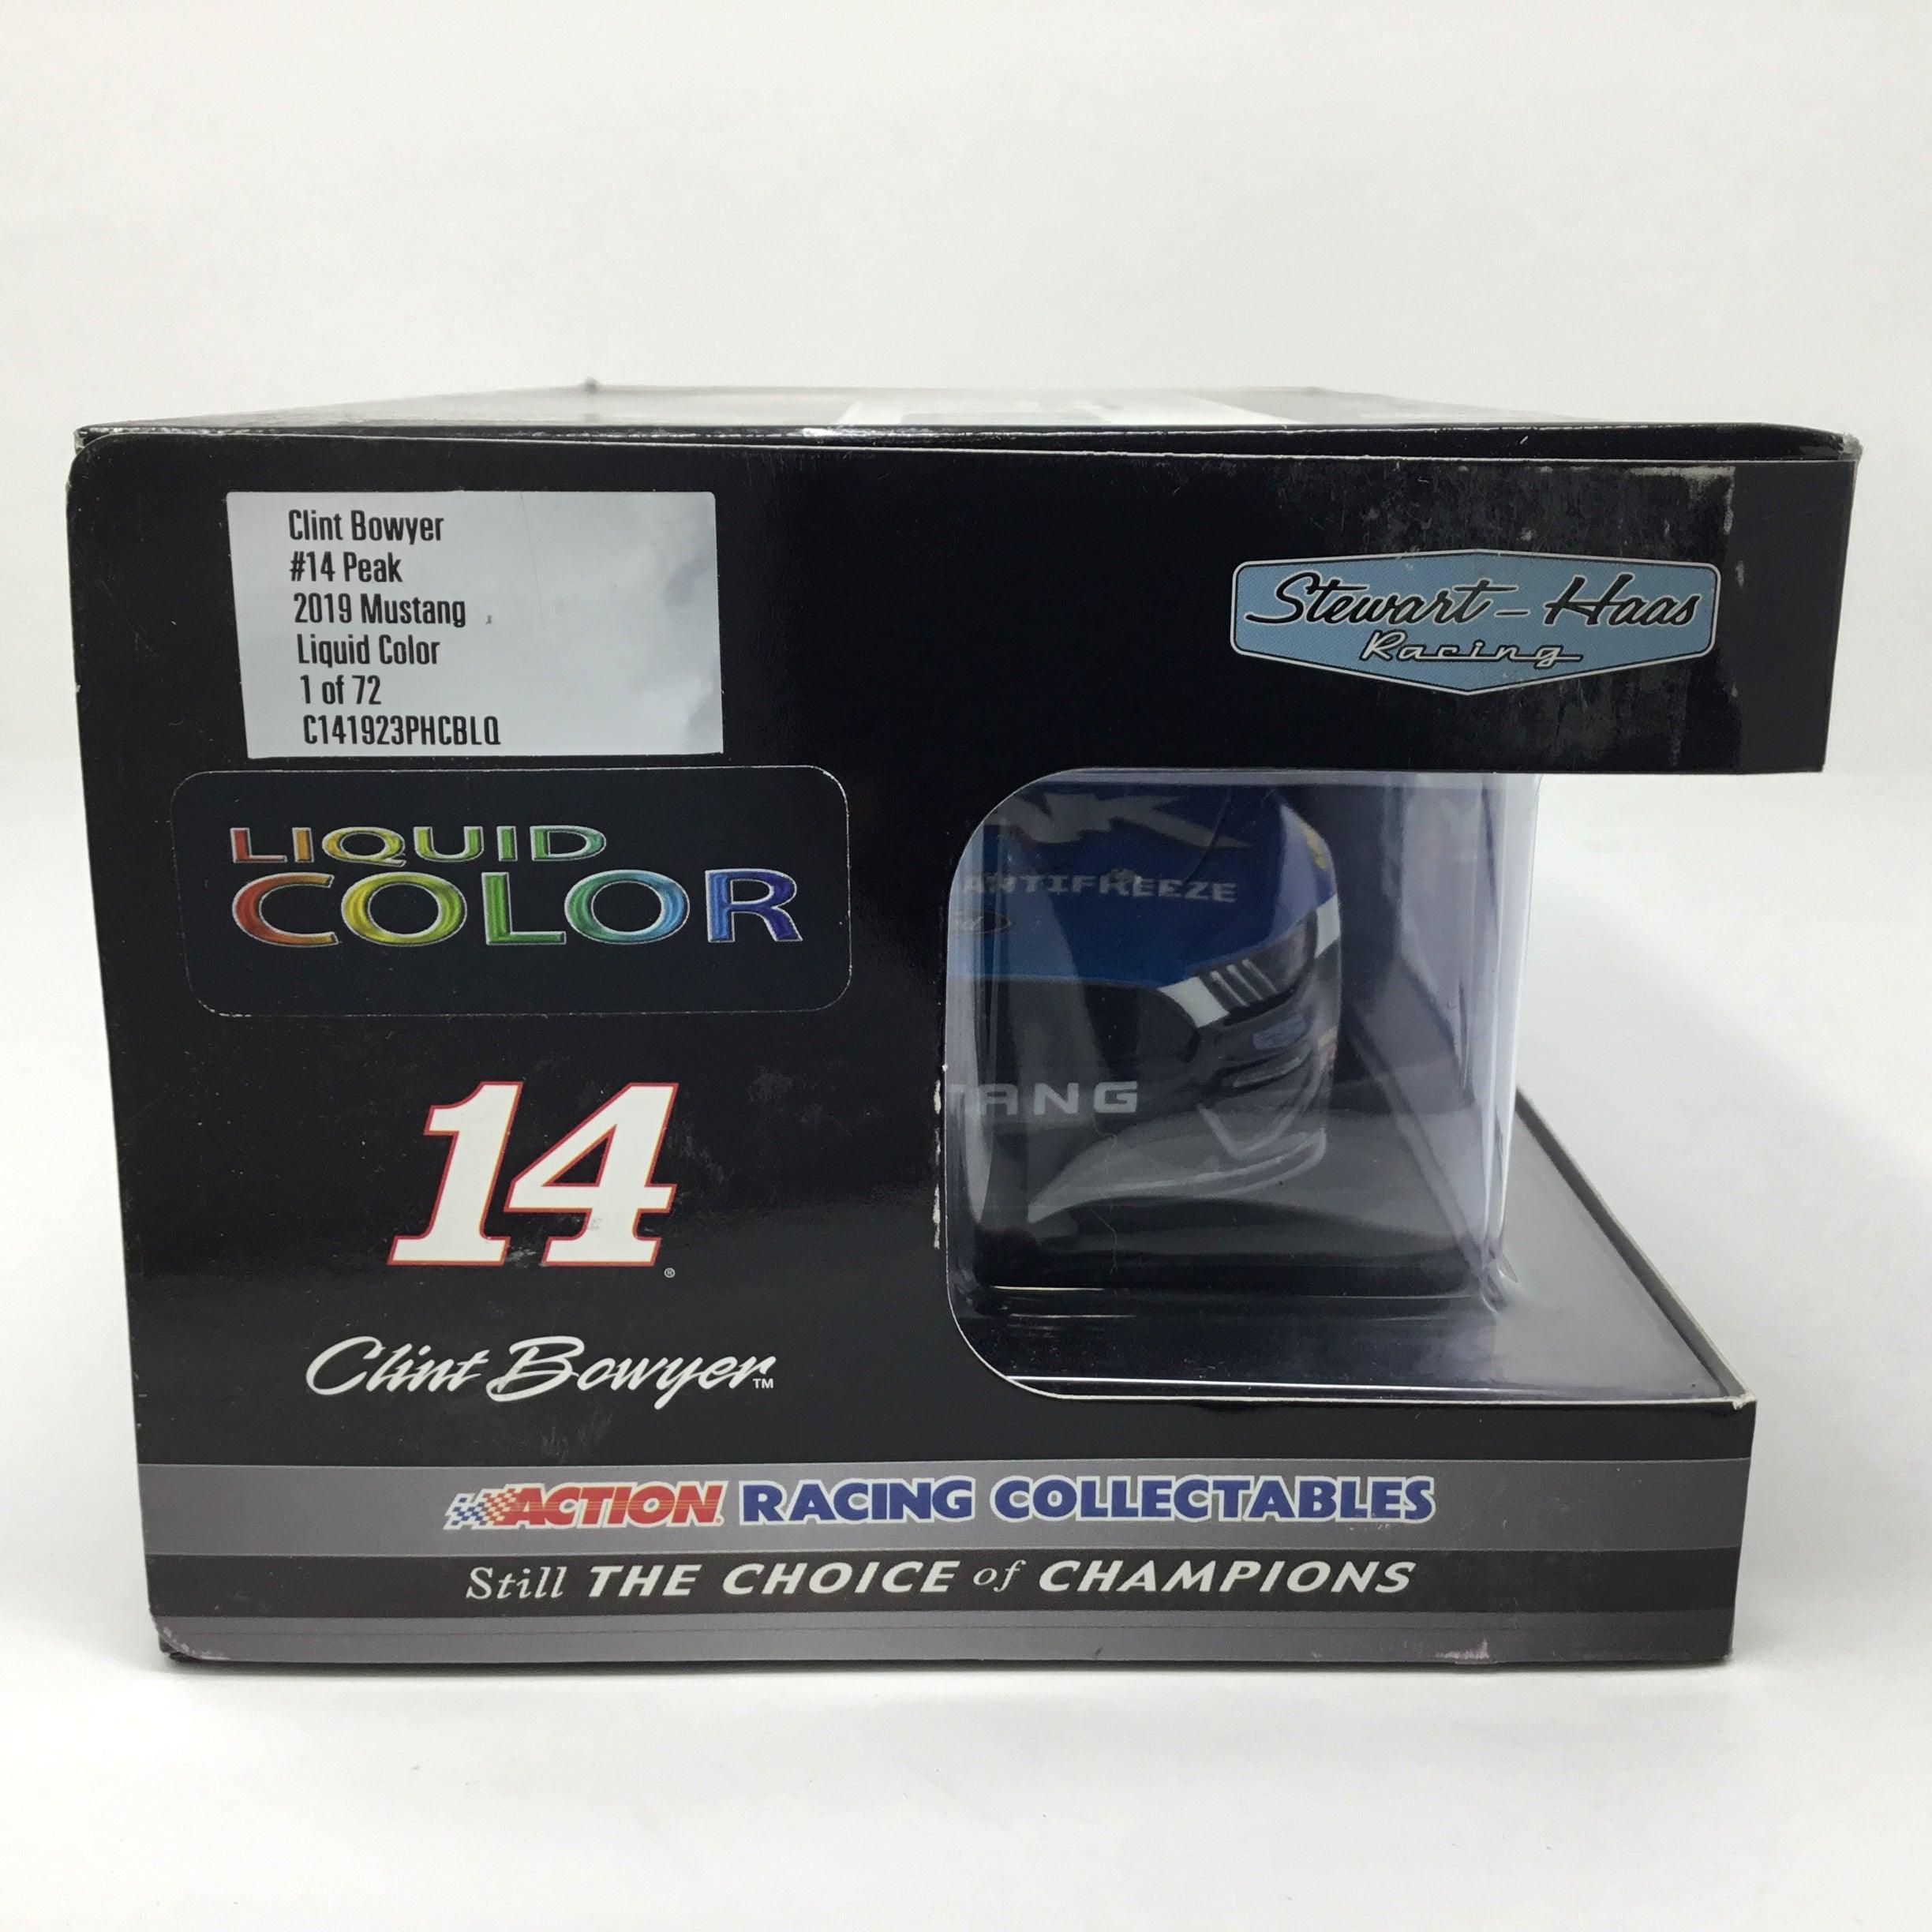 Clint Bowyer
#14 Peak
2019 Mustang
Liquid Color
1 of 72
C141923PHCBLQ
Stewart-Haas
Racing
LIQUID
COLOR
ANTIFREEZE
TANG
14®
Clint Bowyer™
ACTION RACING COLLECTABLES
Still THE CHOICE of CHAMPIONS